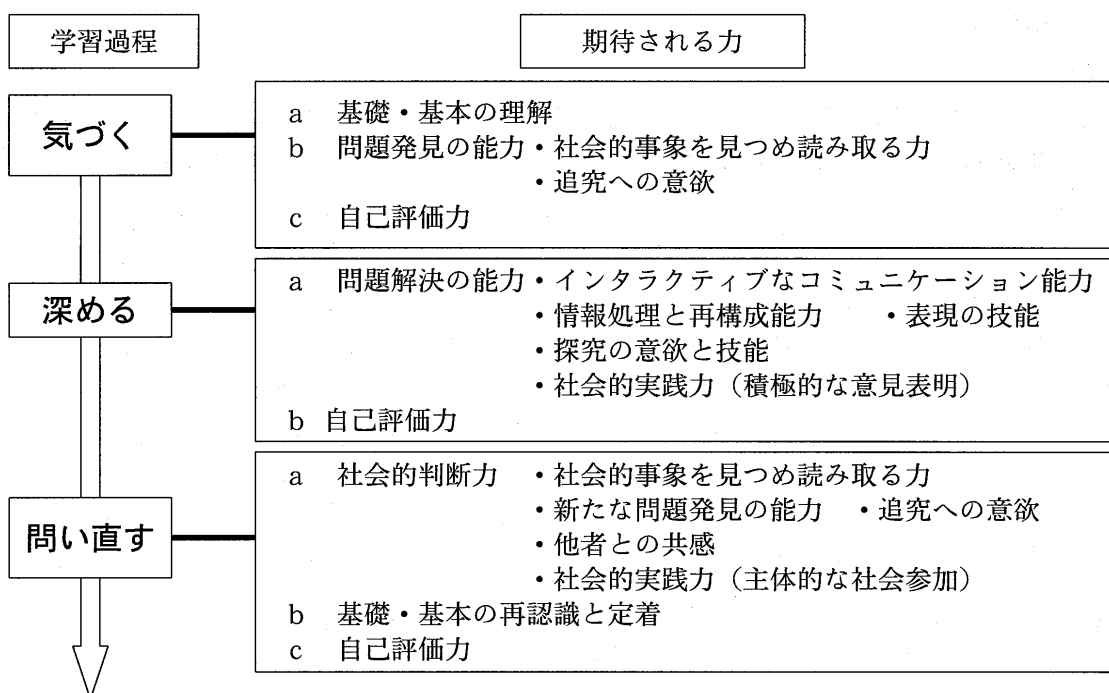 学習過程
期待される力
気づく
a 基礎・基本の理解
b 問題発見の能力・社会的事象を見つめ読み取る力
・追究への意欲
c 自己評価力
深める
a 問題解決の能力・インタラクティブなコミュニケーション能力
・情報処理と再構成能力 ・表現の技能
・探究の意欲と技能
・社会的実践力（積極的な意見表明）
b 自己評価力
問い直す
a 社会的判断力 ・社会的事象を見つめ読み取る力
・新たな問題発見の能力 ・追究への意欲
・他者との共感
・社会的実践力（主体的な社会参加）
b 基礎・基本の再認識と定着
c 自己評価力